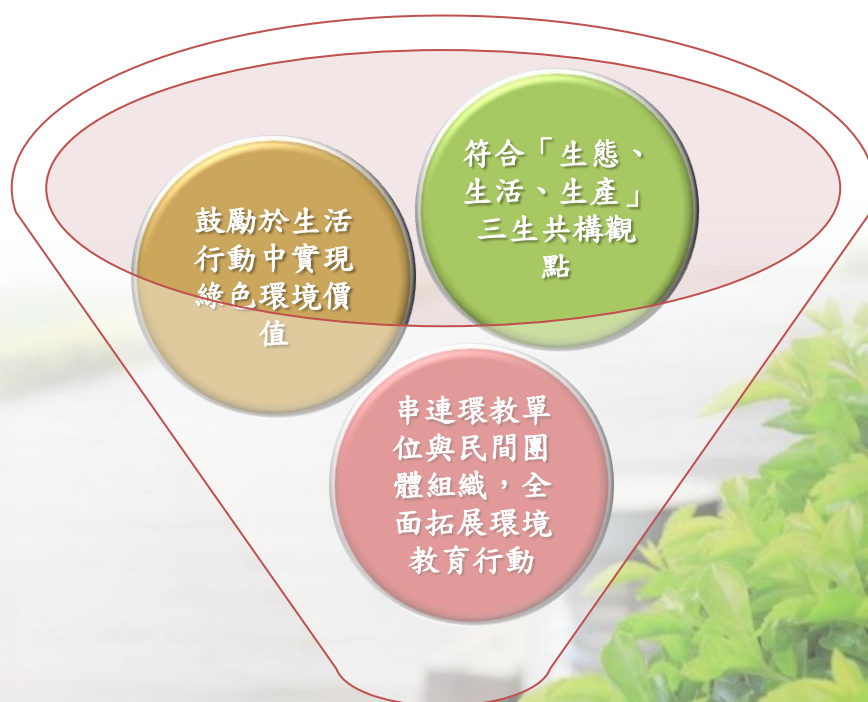 鼓勵於生活
行動中實現
綠色環境價
值
符合「生態、
生活、生產」
三生共構觀
點
串連環教單
位與民間團
體組織，全
面拓展環境
教育行動